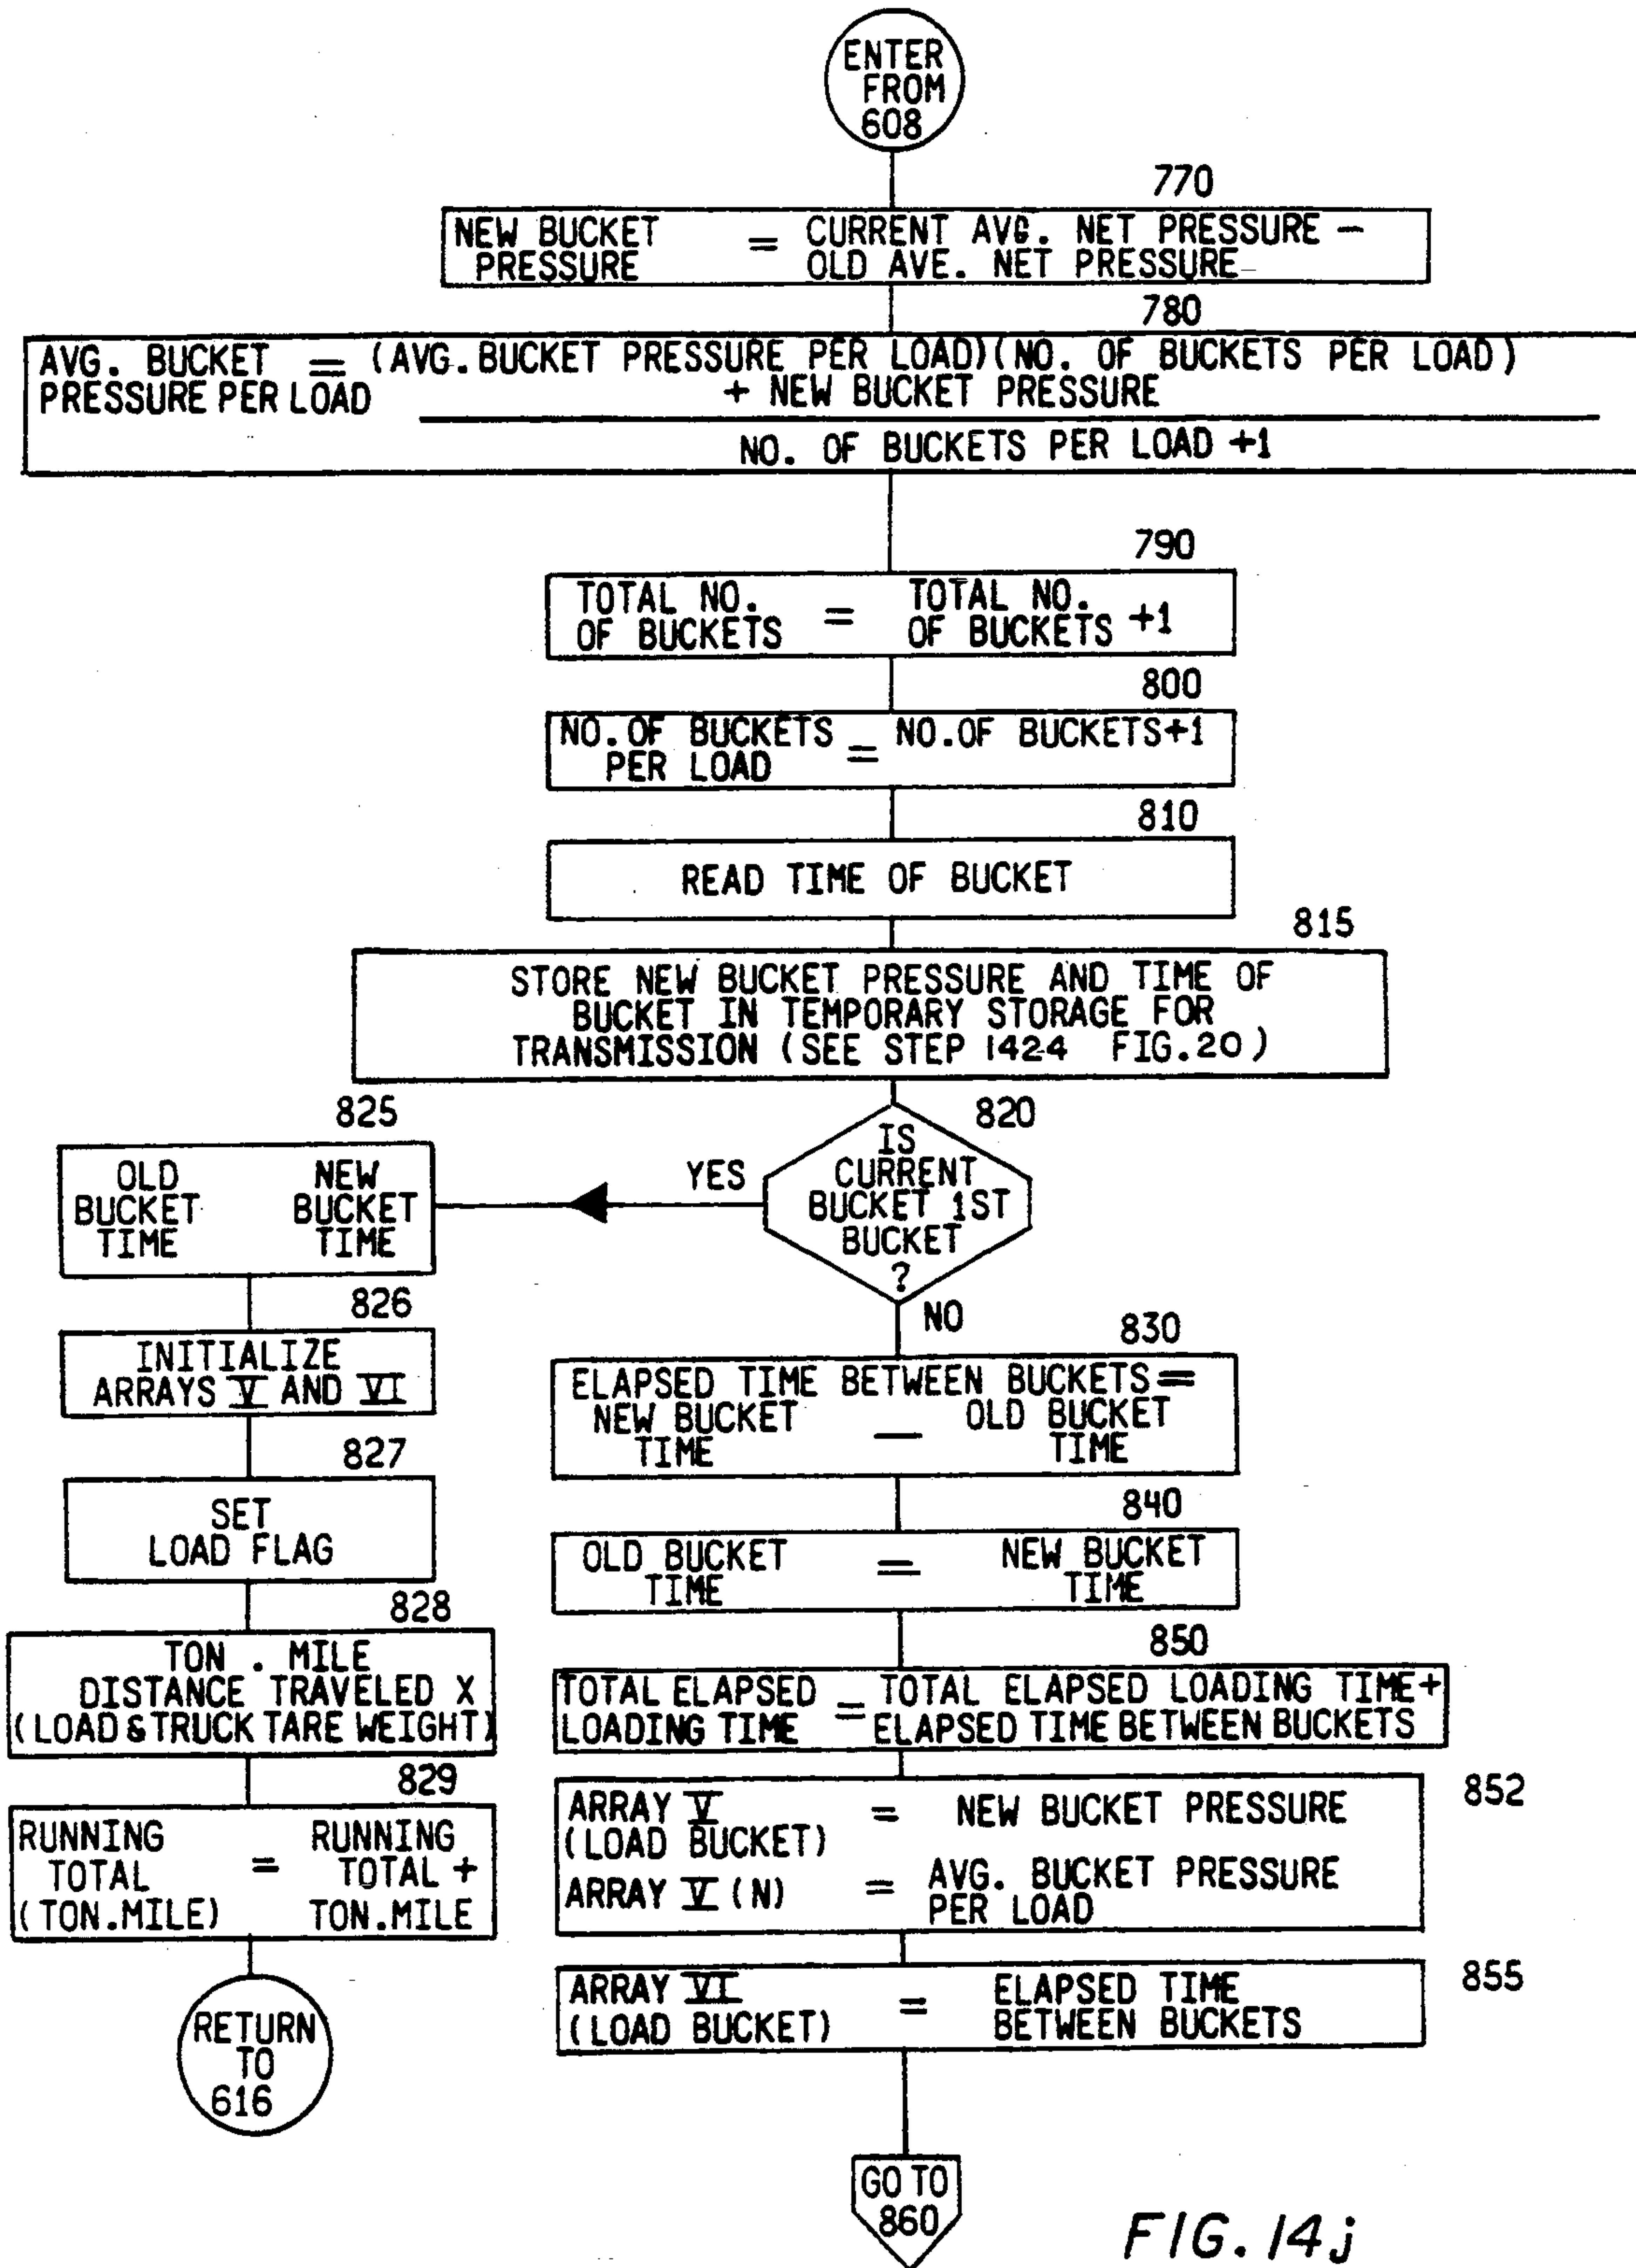 ENTER
FROM
608
770
NEW BUCKET = CURRENT AVG. NET PRESSURE –
PRESSURE OLD AVE. NET PRESSURE
780
AVG. BUCKET = (AVG. BUCKET PRESSURE PER LOAD)(NO. OF BUCKETS PER LOAD)
PRESSURE PER LOAD + NEW BUCKET PRESSURE
NO. OF BUCKETS PER LOAD +1
790
TOTAL NO. = TOTAL NO. +1
OF BUCKETS OF BUCKETS
800
NO. OF BUCKETS = NO. OF BUCKETS+1
PER LOAD
810
READ TIME OF BUCKET
815
STORE NEW BUCKET PRESSURE AND TIME OF
BUCKET IN TEMPORARY STORAGE FOR
TRANSMISSION (SEE STEP 1424 FIG.20)
820
IS
CURRENT
BUCKET 1ST
BUCKET
?
YES
NO
825
OLD NEW
BUCKET BUCKET
TIME TIME
826
INITIALIZE
ARRAYS V AND VI
827
SET
LOAD FLAG
828
TON . MILE
DISTANCE TRAVELED X
(LOAD & TRUCK TARE WEIGHT)
829
RUNNING RUNNING
TOTAL = TOTAL +
(TON.MILE) TON.MILE
RETURN
TO
616
830
ELAPSED TIME BETWEEN BUCKETS =
NEW BUCKET – OLD BUCKET
TIME TIME
840
OLD BUCKET = NEW BUCKET
TIME TIME
850
TOTAL ELAPSED = TOTAL ELAPSED LOADING TIME+
LOADING TIME ELAPSED TIME BETWEEN BUCKETS
852
ARRAY V = NEW BUCKET PRESSURE
(LOAD BUCKET)
ARRAY V (N) = AVG. BUCKET PRESSURE
PER LOAD
855
ARRAY VI = ELAPSED TIME
(LOAD BUCKET) BETWEEN BUCKETS
GO TO
860
FIG. 14j